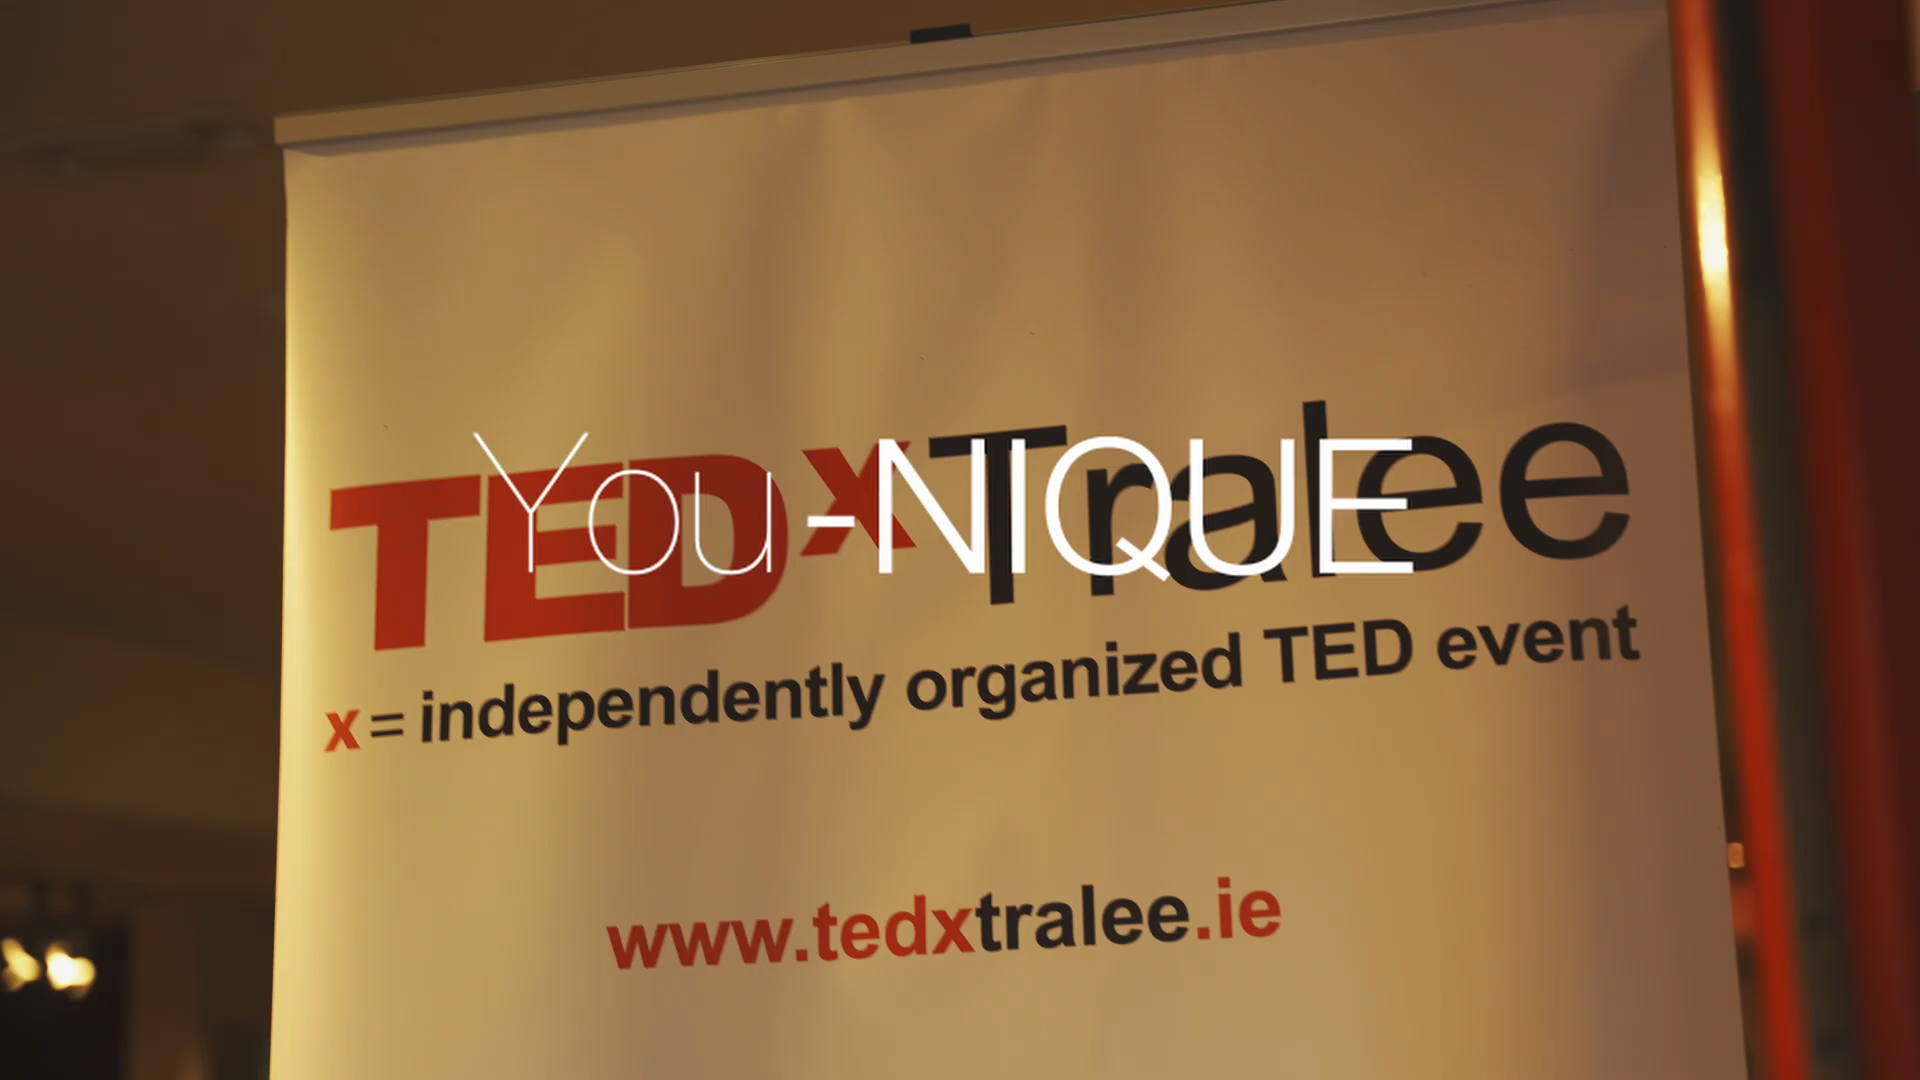 TEDxTralee
You-NIQUE
x = independently organized TED event
www.tedxtralee.ie